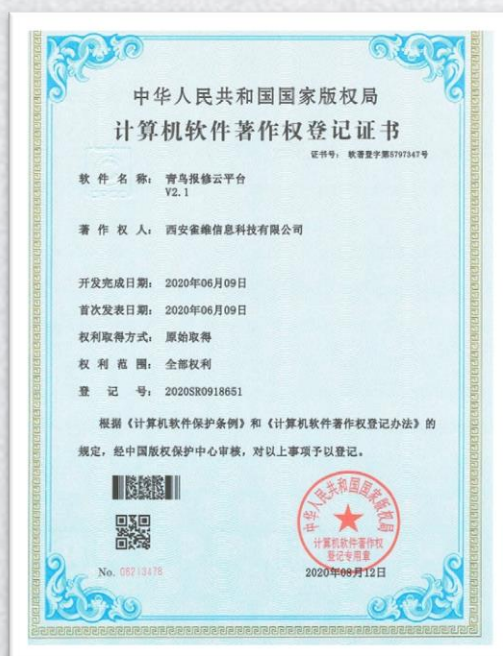 中华人民共和国国家版权局
计算机软件著作权登记证书
证书号： 软著登字第5797347号
软件名称： 青鸟报修云平台
V2.1
著作权人： 西安雀维信息科技有限公司
开发完成日期： 2020年06月09日
首次发表日期： 2020年06月09日
权利取得方式： 原始取得
权利范围： 全部权利
登记号： 2020SR0918651
根据《计算机软件保护条例》和《计算机软件著作权登记办法》的
规定，经中国版权保护中心审核，对以上事项予以登记。
中华人民共和国国家版权局
计算机软件著作权
登记专用章
No. 06213476
2020年08月12日